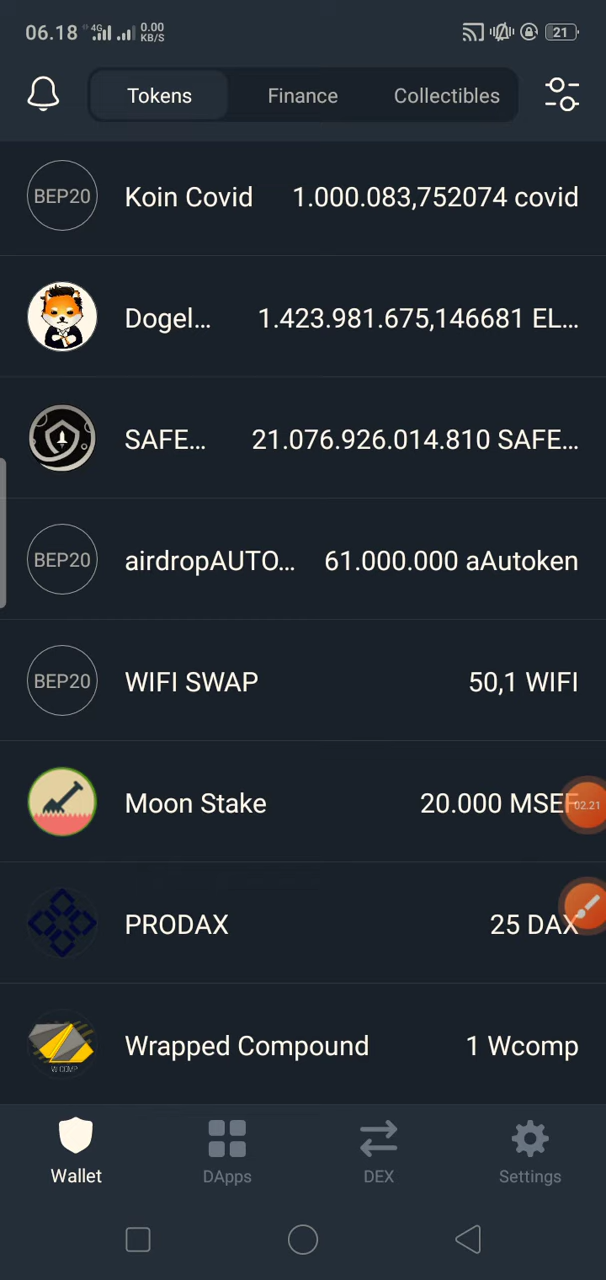 06.18 4G 0.00 KB/S 21
Tokens Finance Collectibles
BEP20 Koin Covid 1.000.083,752074 covid
Dogel... 1.423.981.675,146681 EL...
SAFE... 21.076.926.014.810 SAFE...
BEP20 airdropAUTO... 61.000.000 aAutoken
BEP20 WIFI SWAP 50,1 WIFI
Moon Stake 20.000 MSEF 02.21
PRODAX 25 DAX
Wrapped Compound 1 Wcomp
W COMP
Wallet DApps DEX Settings